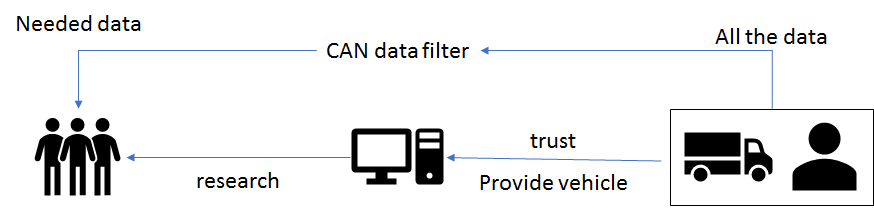 Needed data
CAN data filter
All the data
trust
research
Provide vehicle